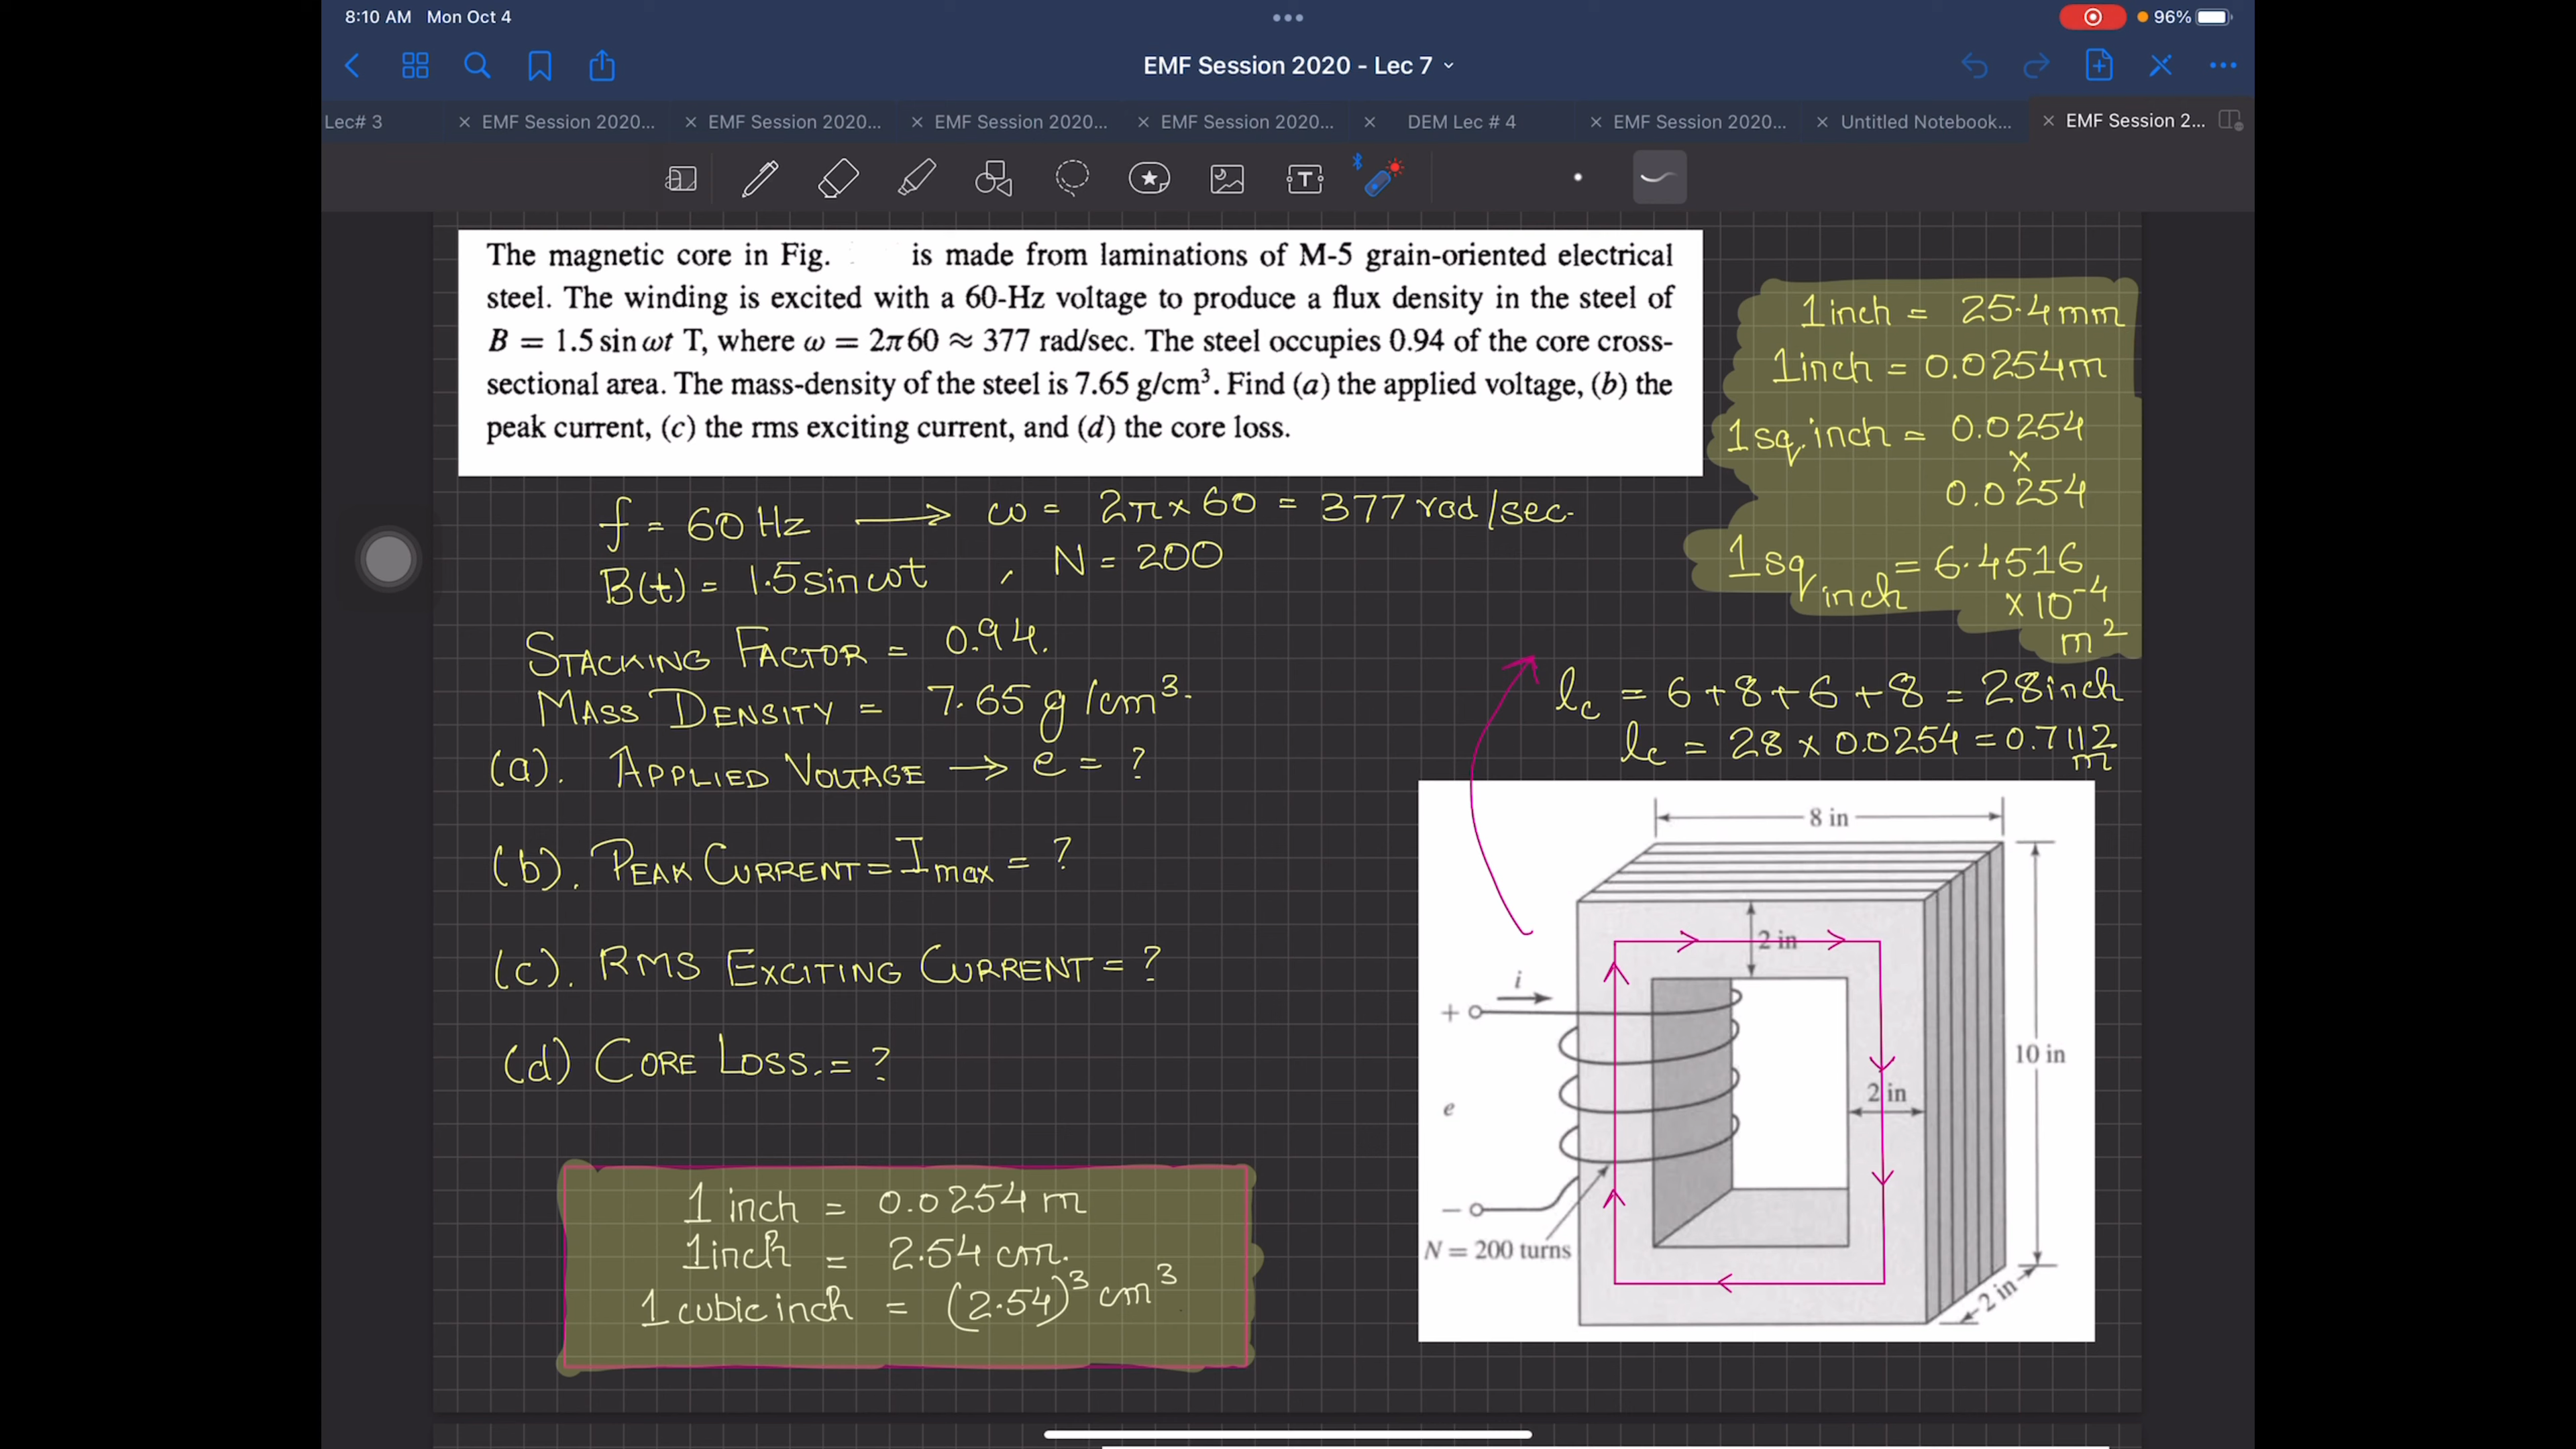 8:10 AM Mon Oct 4
96%
EMF Session 2020 - Lec 7
Lec# 3
EMF Session 2020...
EMF Session 2020...
EMF Session 2020...
EMF Session 2020...
DEM Lec # 4
EMF Session 2020...
Untitled Notebook...
EMF Session 2...
The magnetic core in Fig. is made from laminations of M-5 grain-oriented electrical
steel. The winding is excited with a 60-Hz voltage to produce a flux density in the steel of
B = 1.5 sin ωt T, where ω = 2π60 ≈ 377 rad/sec. The steel occupies 0.94 of the core cross-
sectional area. The mass-density of the steel is 7.65 g/cm³. Find (a) the applied voltage, (b) the
peak current, (c) the rms exciting current, and (d) the core loss.
1 inch = 25.4mm
1 inch = 0.0254m
1 sq. inch = 0.0254
×
0.0254
1 sq inch = 6.4516
×10⁻⁴
m²
f = 60 Hz → ω = 2π×60 = 377 rad/sec.
B(t) = 1.5 sin ωt , N = 200
STACKING FACTOR = 0.94.
MASS DENSITY = 7.65 g/cm³.
(a). APPLIED VOLTAGE → e = ?
(b). PEAK CURRENT = Imax = ?
(c). RMS EXCITING CURRENT = ?
(d) CORE LOSS. = ?
1 inch = 0.0254 m
1 inch = 2.54 cm.
1 cubic inch = (2.54)³ cm³
lc = 6+8+6+8 = 28 inch
lc = 28 × 0.0254 = 0.7112
m
8 in
2 in
i
+
10 in
2 in
e
−
N = 200 turns
2 in